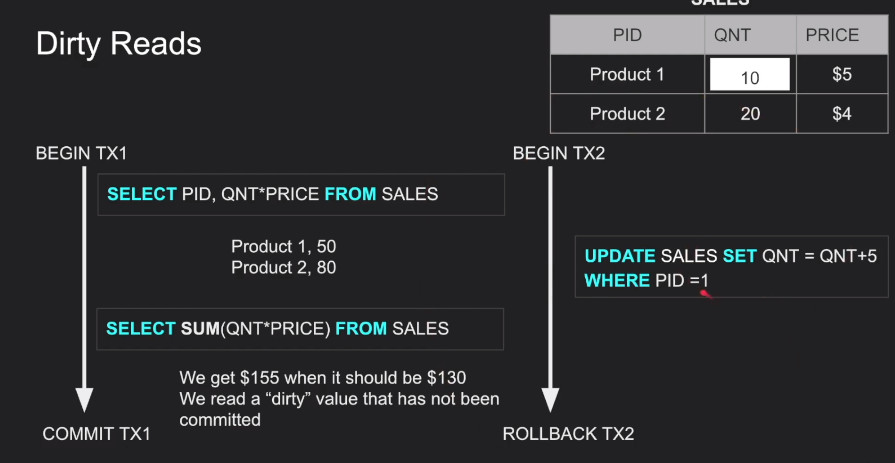 SALES
Dirty Reads
PID QNT PRICE
Product 1 10 $5
Product 2 20 $4
BEGIN TX1
BEGIN TX2
SELECT PID, QNT*PRICE FROM SALES
Product 1, 50
Product 2, 80
UPDATE SALES SET QNT = QNT+5
WHERE PID =1
SELECT SUM(QNT*PRICE) FROM SALES
We get $155 when it should be $130
We read a “dirty” value that has not been
committed
COMMIT TX1
ROLLBACK TX2